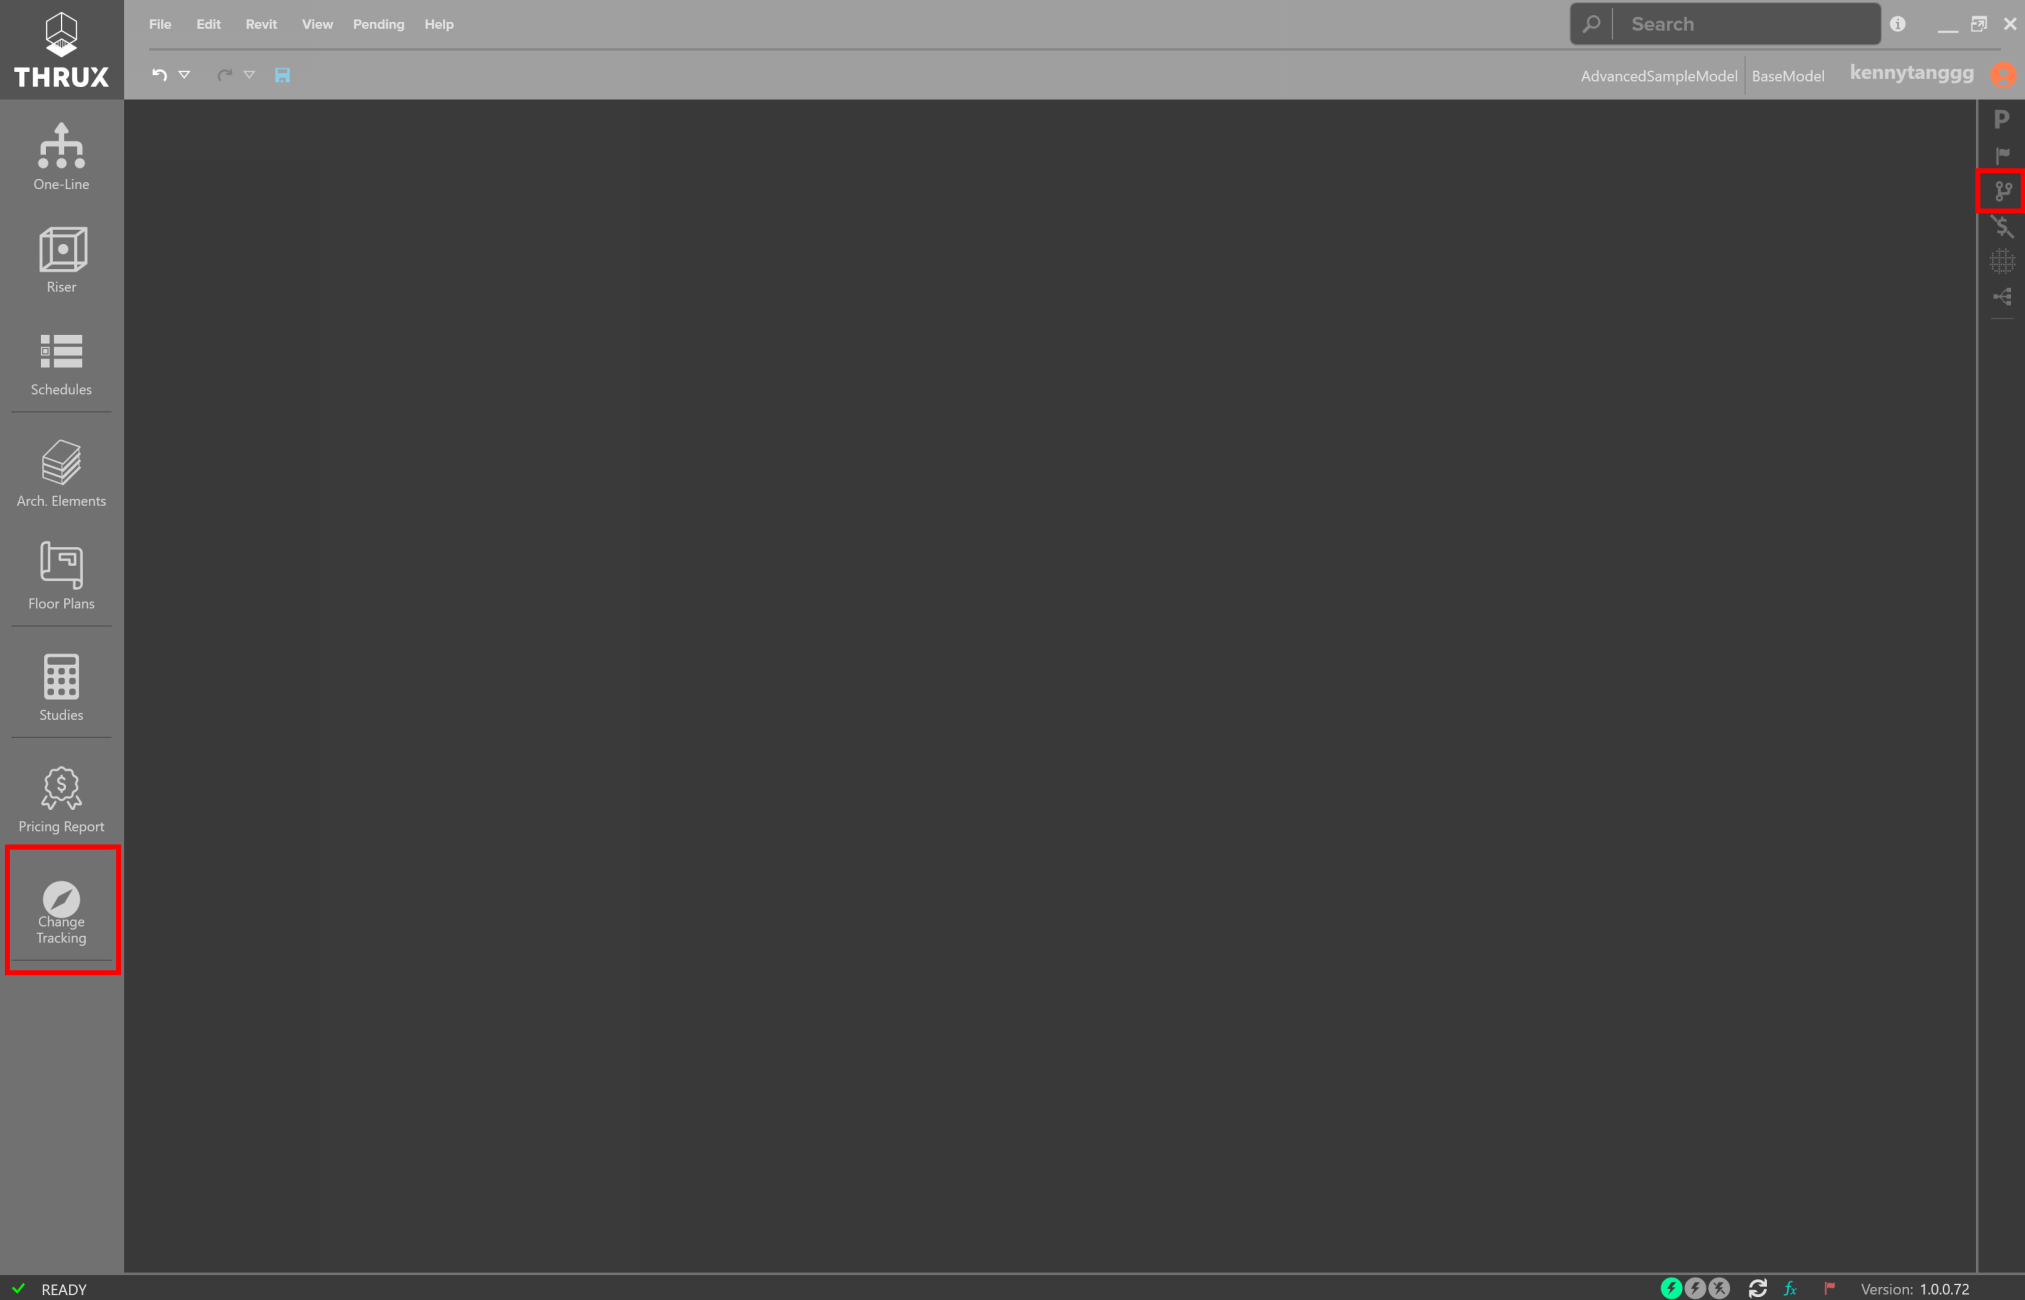 THRUX
File Edit Revit View Pending Help
Search
AdvancedSampleModel BaseModel kennytanggg
One-Line
Riser
Schedules
Arch. Elements
Floor Plans
Studies
Pricing Report
Change
Tracking
P
READY
fx
Version: 1.0.0.72